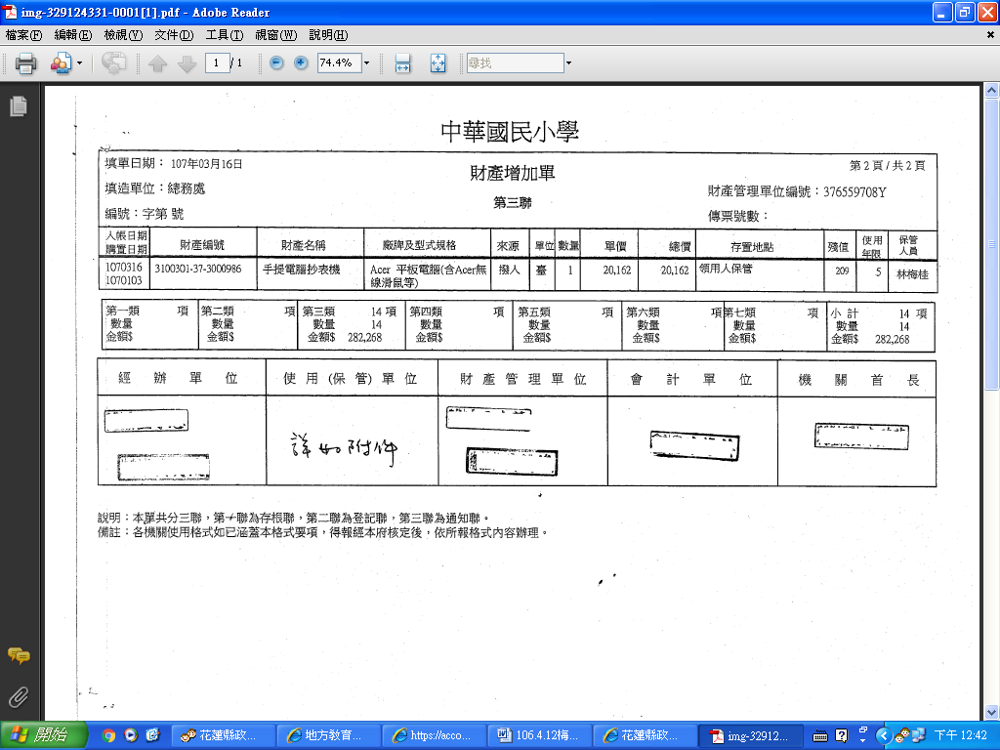 img-329124331-0001[1].pdf - Adobe Reader
檔案(F) 編輯(E) 檢視(V) 文件(D) 工具(T) 視窗(W) 說明(H)
1 / 1 74.4% 尋找
中華國民小學
填單日期： 107年03月16日 財產增加單 第 2 頁 / 共 2 頁
填造單位：總務處 財產管理單位編號：376559708Y
編號：字第 號 第三聯 傳票號數：
入帳日期 購置日期 財產編號 財產名稱 廠牌及型式規格 來源 單位 數量 單價 總價 存置地點 殘值 使用年限 保管人員
1070316 3100301-37-3000986 手提電腦抄表機 Acer 平板電腦(含Acer無 撥人 臺 1 20,162 20,162 領用人保管 209 5 林梅桂
1070103 線滑鼠等)
第一類 項 第二類 項 第三類 14 項 第四類 項 第五類 項 第六類 項 第七類 項 小 計 14 項
數量 數量 數量 14 數量 數量 數量 數量 數量 14
金額$ 金額$ 金額$ 282,268 金額$ 金額$ 金額$ 金額$ 金額$ 282,268
經 辦 單 位 使 用 (保 管) 單 位 財 產 管 理 單 位 會 計 單 位 機 關 首 長
詳如附件
說明：本單共分三聯，第一聯為存根聯，第二聯為登記聯，第三聯為通知聯。
備註：各機關使用格式如已涵蓋本格式要項，得報經本府核定後，依所報格式內容辦理。
開始 花蓮縣政... 地方教育... https://acco... 106.4.12梅... 花蓮縣政... img-32912... 下午 12:42